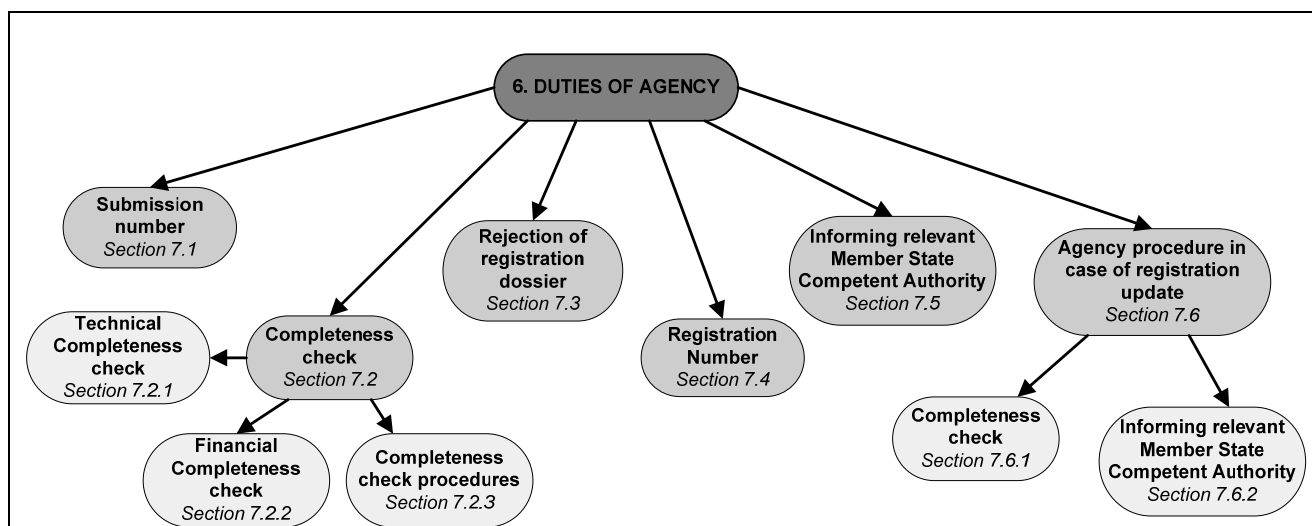 6. DUTIES OF AGENCY
Submission
number
Section 7.1
Rejection of
registration
dossier
Section 7.3
Informing relevant
Member State
Competent Authority
Section 7.5
Agency procedure in
case of registration
update
Section 7.6
Technical
Completeness
check
Section 7.2.1
Completeness
check
Section 7.2
Registration
Number
Section 7.4
Financial
Completeness
check
Section 7.2.2
Completeness
check procedures
Section 7.2.3
Completeness
check
Section 7.6.1
Informing relevant
Member State
Competent Authority
Section 7.6.2